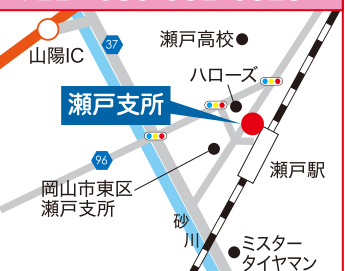 山陽IC
37
瀬戸高校
ハローズ
瀬戸支所
96
瀬戸駅
岡山市東区
瀬戸支所
砂
川
ミスター
タイヤマン